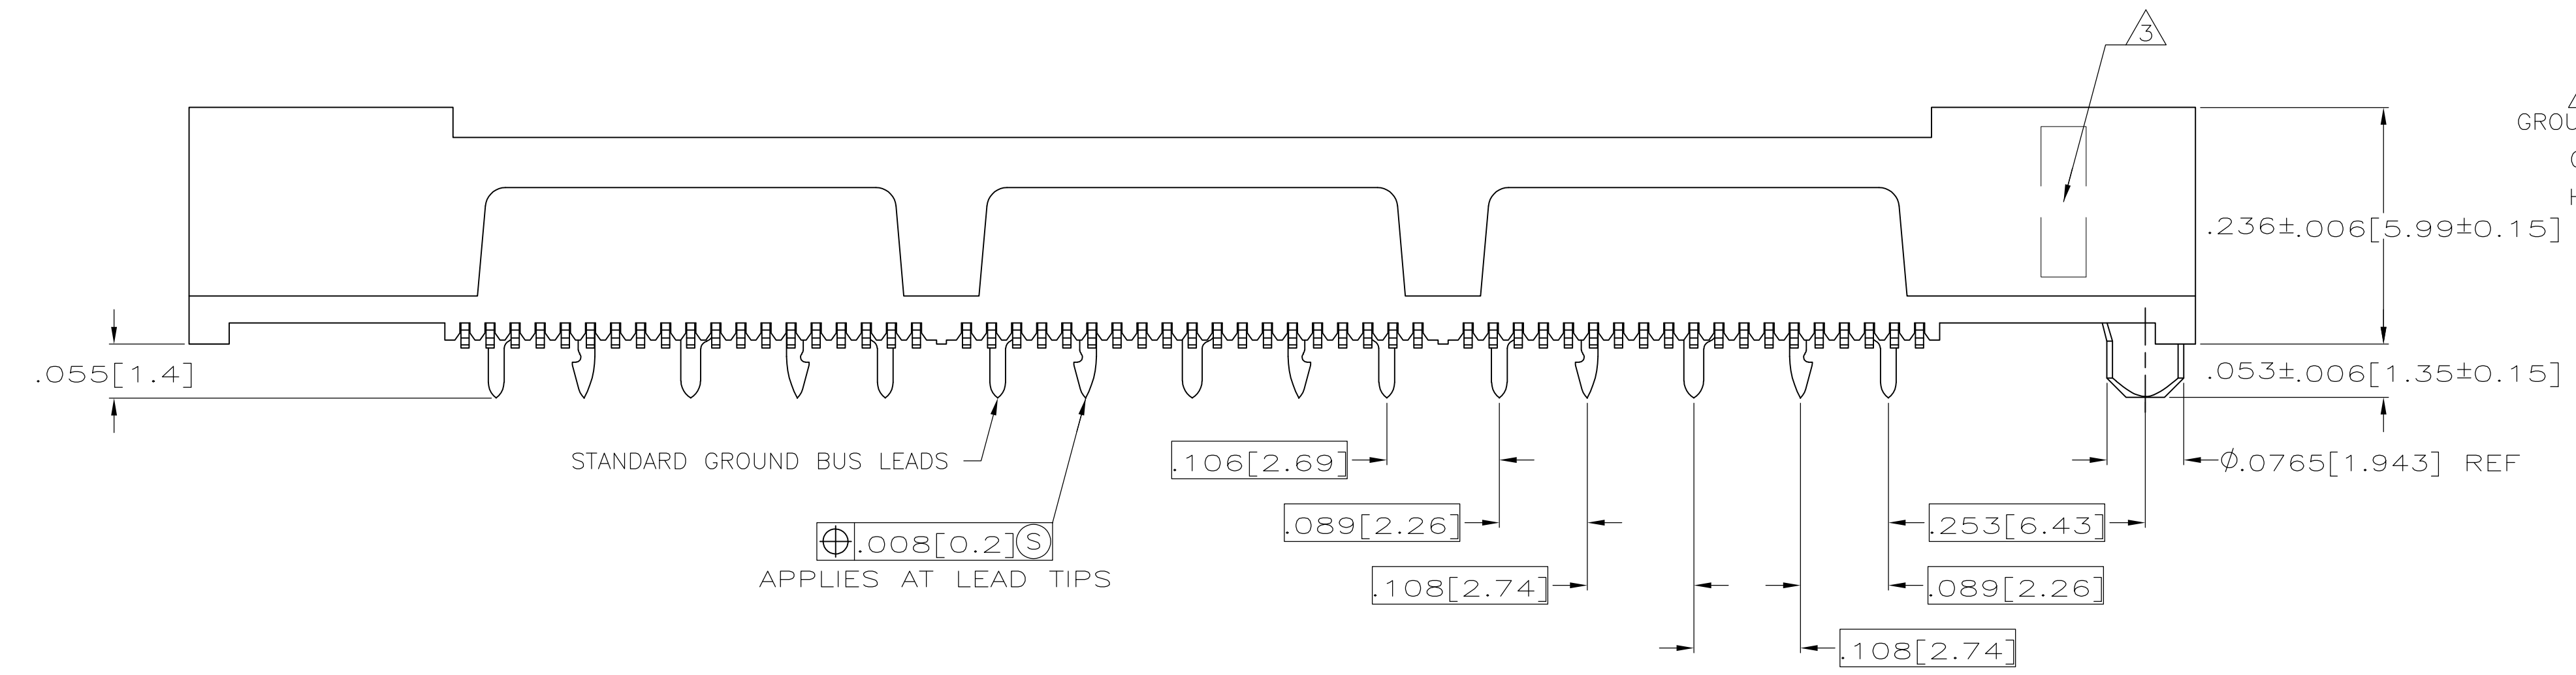 3
GROU
.236±.006[5.99±0.15]
.055[1.4]
.053±.006[1.35±0.15]
STANDARD GROUND BUS LEADS
.106[2.69]
Ø.0765[1.943] REF
.089[2.26]
.253[6.43]
.008[0.2] S
APPLIES AT LEAD TIPS
.108[2.74]
.089[2.26]
.108[2.74]